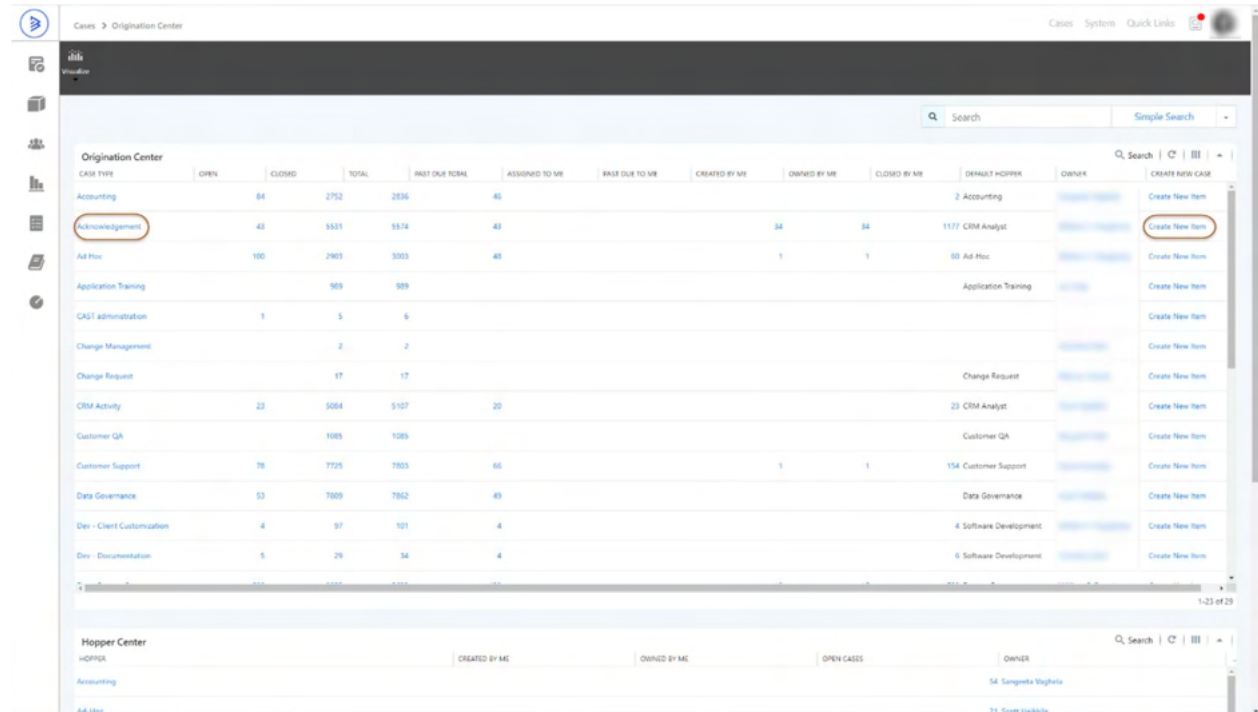 Cases > Origination Center
Cases System Quick Links
Visualize
Search Simple Search
Origination Center Search
CASE TYPE OPEN CLOSED TOTAL PAST DUE TOTAL ASSIGNED TO ME PAST DUE TO ME CREATED BY ME OWNED BY ME CLOSED BY ME DEFAULT HOPPER OWNER CREATE NEW CASE
Accounting 84 2752 2836 46 2 Accounting Create New Item
Acknowledgement 43 5531 5574 43 34 34 1177 CRM Analyst Create New Item
Ad Hoc 100 2903 3003 48 1 1 60 Ad-Hoc Create New Item
Application Training 989 989 Application Training Create New Item
CAST administration 1 5 6 Create New Item
Change Management 2 2 Create New Item
Change Request 17 17 Change Request Create New Item
CRM Activity 23 5084 5107 20 23 CRM Analyst Create New Item
Customer QA 1085 1085 Customer QA Create New Item
Customer Support 78 7725 7803 66 1 1 154 Customer Support Create New Item
Data Governance 53 7809 7862 49 Data Governance Create New Item
Dev - Client Customization 4 97 101 4 4 Software Development Create New Item
Dev - Documentation 5 29 34 4 6 Software Development Create New Item
1-23 of 29
Hopper Center Search
HOPPER CREATED BY ME OWNED BY ME OPEN CASES OWNER
Accounting 54 Sangeeta Vaghela
Ad-Hoc 21 Scott